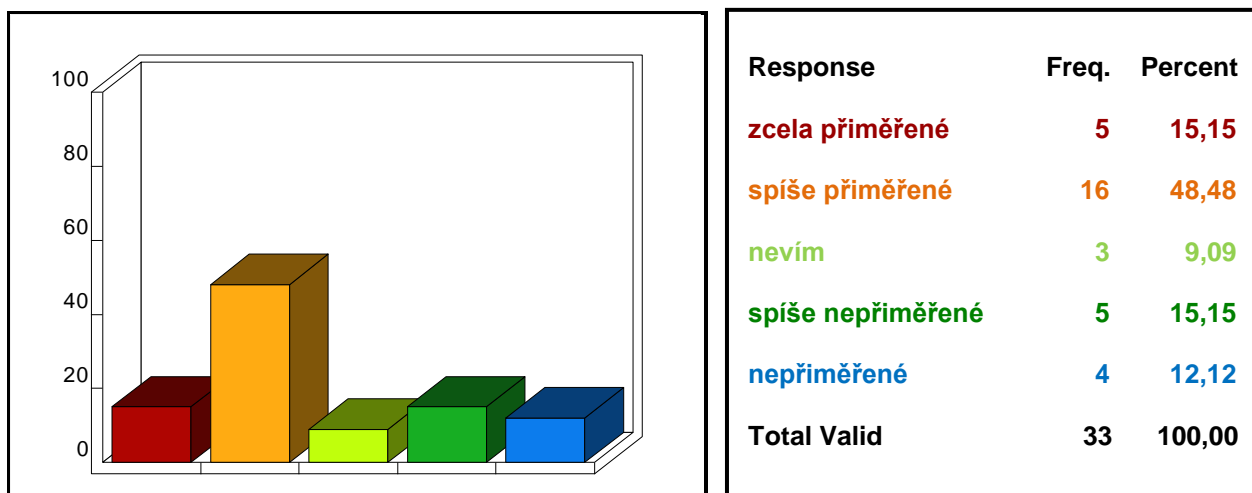 100
80
60
40
20
0
Response Freq. Percent
zcela přiměřené 5 15,15
spíše přiměřené 16 48,48
nevím 3 9,09
spíše nepřiměřené 5 15,15
nepřiměřené 4 12,12
Total Valid 33 100,00